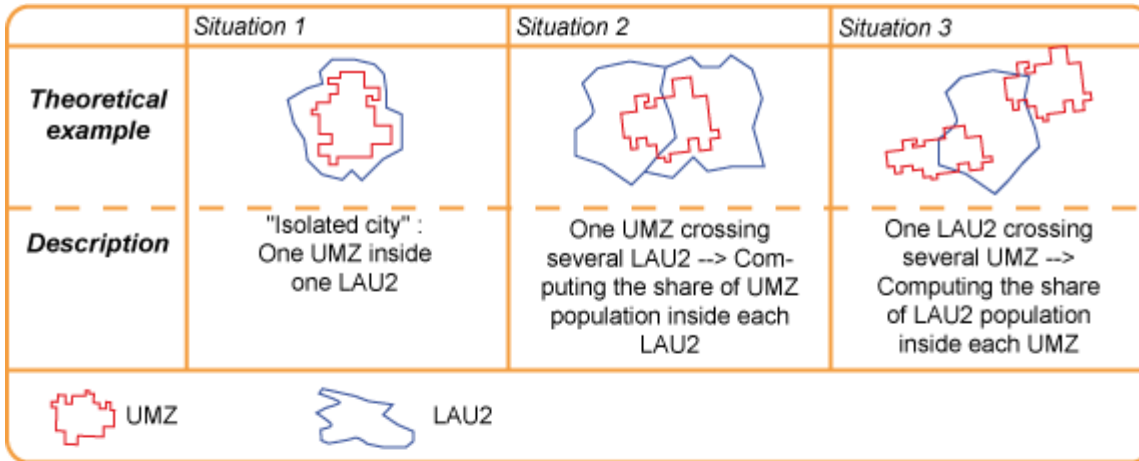 Situation 1
Situation 2
Situation 3
Theoretical
example
Description
"Isolated city" :
One UMZ inside
one LAU2
One UMZ crossing
several LAU2 --> Com-
puting the share of UMZ
population inside each
LAU2
One LAU2 crossing
several UMZ -->
Computing the share
of LAU2 population
inside each UMZ
UMZ
LAU2